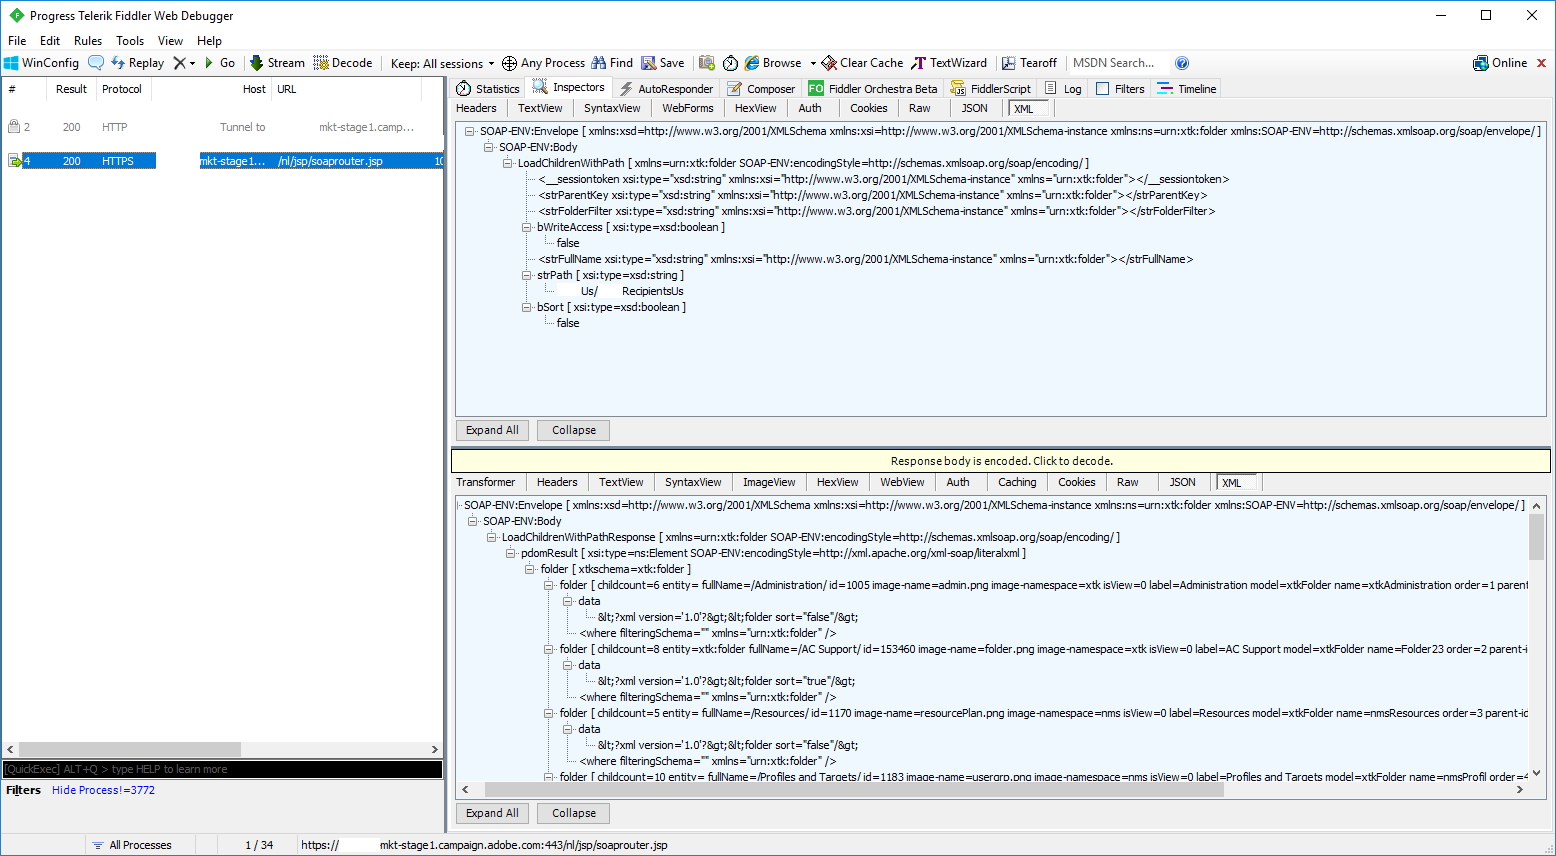 Progress Telerik Fiddler Web Debugger
File Edit Rules Tools View Help
WinConfig Replay Go Stream Decode Keep: All sessions Any Process Find Save Browse Clear Cache TextWizard Tearoff MSDN Search... Online
# Result Protocol Host URL
2 200 HTTP Tunnel to mkt-stage1.camp...
4 200 HTTPS mkt-stage1... /nl/jsp/soaprouter.jsp 10
[QuickExec] ALT+Q > type HELP to learn more
Filters Hide Process!=3772
Statistics Inspectors AutoResponder Composer FO Fiddler Orchestra Beta FiddlerScript Log Filters Timeline
Headers TextView SyntaxView WebForms HexView Auth Cookies Raw JSON XML
SOAP-ENV:Envelope [ xmlns:xsd=http://www.w3.org/2001/XMLSchema xmlns:xsi=http://www.w3.org/2001/XMLSchema-instance xmlns:ns=urn:xtk:folder xmlns:SOAP-ENV=http://schemas.xmlsoap.org/soap/envelope/ ]
SOAP-ENV:Body
LoadChildrenWithPath [ xmlns=urn:xtk:folder SOAP-ENV:encodingStyle=http://schemas.xmlsoap.org/soap/encoding/ ]
<__sessiontoken xsi:type="xsd:string" xmlns:xsi="http://www.w3.org/2001/XMLSchema-instance" xmlns="urn:xtk:folder"></__sessiontoken>
<strParentKey xsi:type="xsd:string" xmlns:xsi="http://www.w3.org/2001/XMLSchema-instance" xmlns="urn:xtk:folder"></strParentKey>
<strFolderFilter xsi:type="xsd:string" xmlns:xsi="http://www.w3.org/2001/XMLSchema-instance" xmlns="urn:xtk:folder"></strFolderFilter>
bWriteAccess [ xsi:type=xsd:boolean ]
false
<strFullName xsi:type="xsd:string" xmlns:xsi="http://www.w3.org/2001/XMLSchema-instance" xmlns="urn:xtk:folder"></strFullName>
strPath [ xsi:type=xsd:string ]
Us/ RecipientsUs
bSort [ xsi:type=xsd:boolean ]
false
Expand All Collapse
Response body is encoded. Click to decode.
Transformer Headers TextView SyntaxView ImageView HexView WebView Auth Caching Cookies Raw JSON XML
SOAP-ENV:Envelope [ xmlns:xsd=http://www.w3.org/2001/XMLSchema xmlns:xsi=http://www.w3.org/2001/XMLSchema-instance xmlns:ns=urn:xtk:folder xmlns:SOAP-ENV=http://schemas.xmlsoap.org/soap/envelope/ ]
SOAP-ENV:Body
LoadChildrenWithPathResponse [ xmlns=urn:xtk:folder SOAP-ENV:encodingStyle=http://schemas.xmlsoap.org/soap/encoding/ ]
pdomResult [ xsi:type=ns:Element SOAP-ENV:encodingStyle=http://xml.apache.org/xml-soap/literalxml ]
folder [ xtkschema=xtk:folder ]
folder [ childcount=6 entity= fullName=/Administration/ id=1005 image-name=admin.png image-namespace=xtk isView=0 label=Administration model=xtkFolder name=xtkAdministration order=1 parent
data
&lt;?xml version='1.0'?&gt;&lt;folder sort="false"/&gt;
<where filteringSchema="" xmlns="urn:xtk:folder" />
folder [ childcount=8 entity=xtk:folder fullName=/AC Support/ id=153460 image-name=folder.png image-namespace=xtk isView=0 label=AC Support model=xtkFolder name=Folder23 order=2 parent-i
data
&lt;?xml version='1.0'?&gt;&lt;folder sort="true"/&gt;
<where filteringSchema="" xmlns="urn:xtk:folder" />
folder [ childcount=5 entity= fullName=/Resources/ id=1170 image-name=resourcePlan.png image-namespace=nms isView=0 label=Resources model=xtkFolder name=nmsResources order=3 parent-id
data
&lt;?xml version='1.0'?&gt;&lt;folder sort="false"/&gt;
<where filteringSchema="" xmlns="urn:xtk:folder" />
folder [ childcount=10 entity= fullName=/Profiles and Targets/ id=1183 image-name=usergrp.png image-namespace=nms isView=0 label=Profiles and Targets model=xtkFolder name=nmsProfil order=4
Expand All Collapse
All Processes 1 / 34 https:// mkt-stage1.campaign.adobe.com:443/nl/jsp/soaprouter.jsp